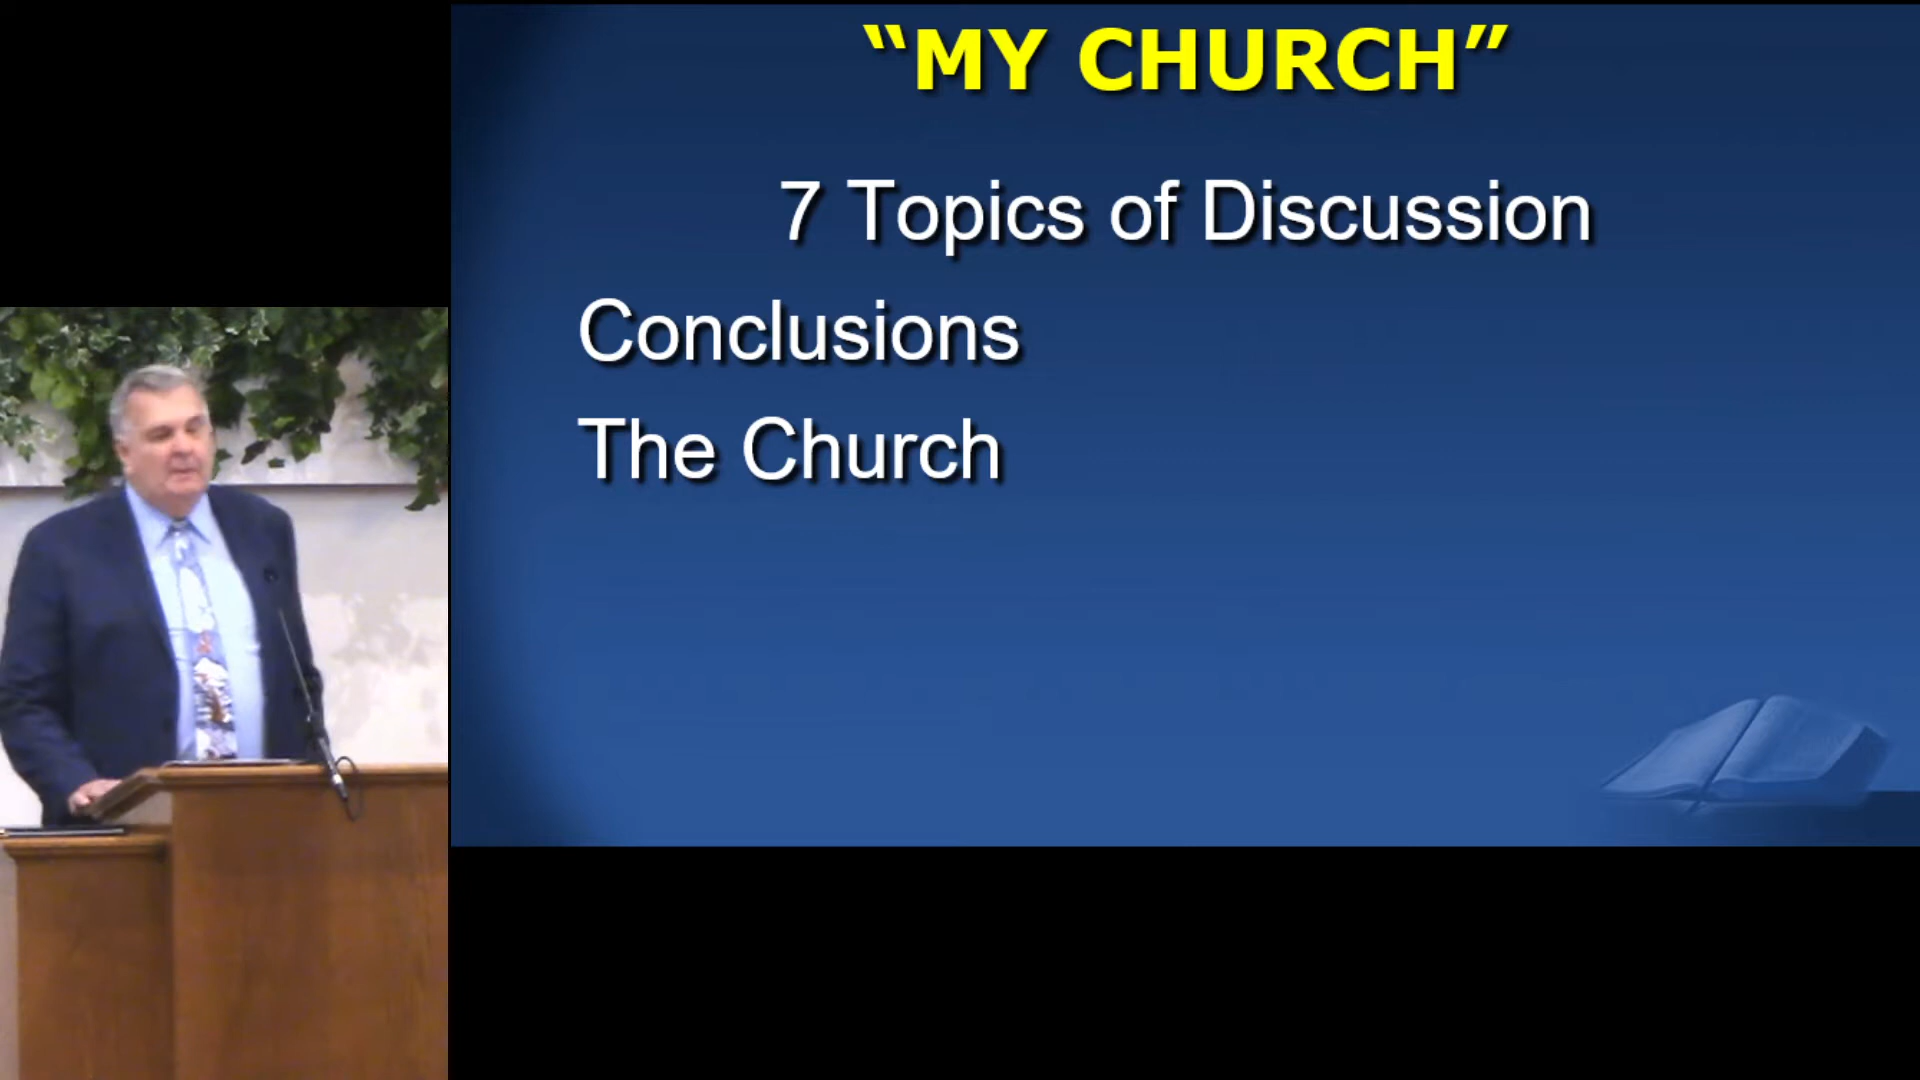 “MY CHURCH”
7 Topics of Discussion
Conclusions
The Church